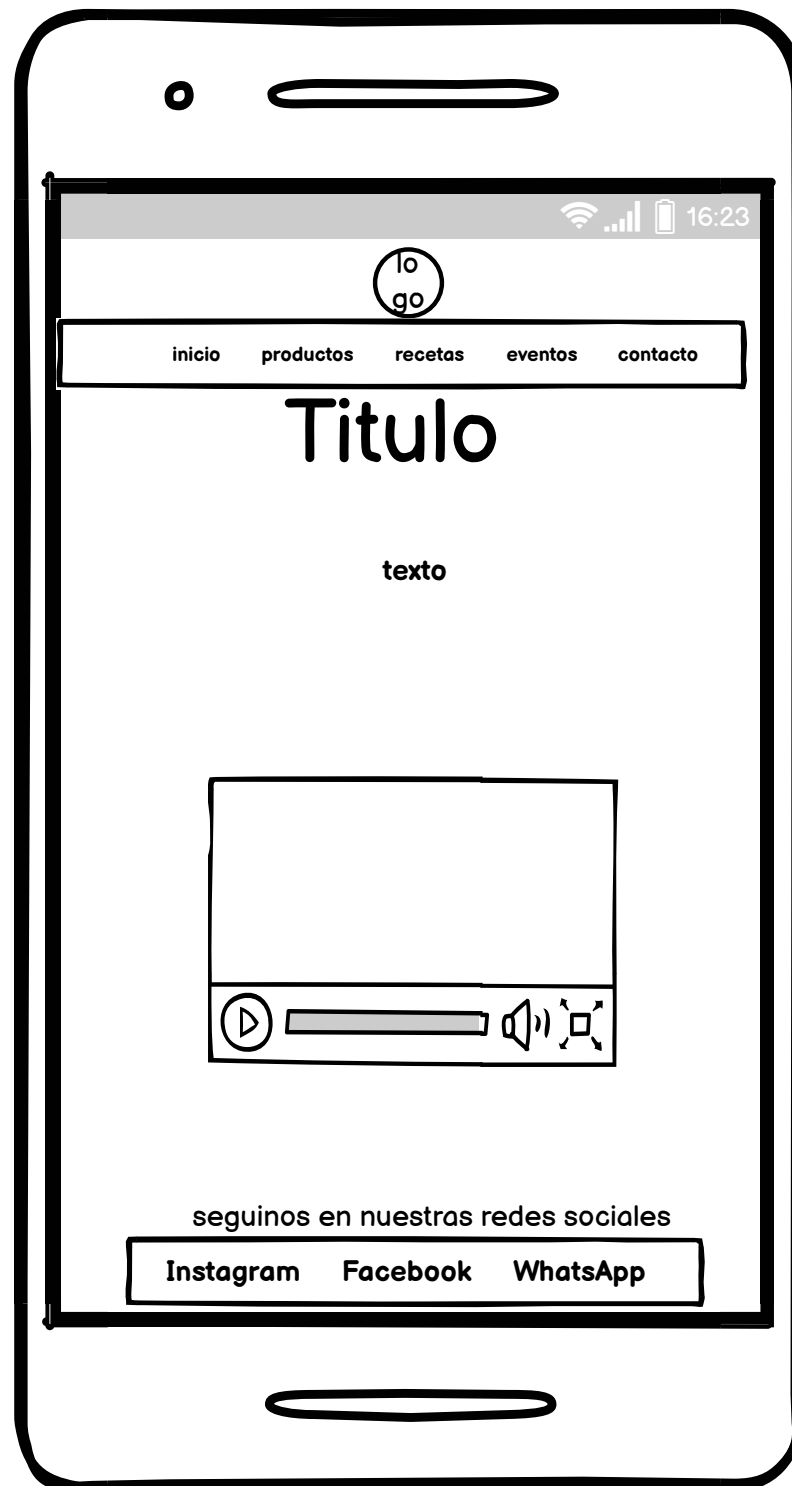 16:23
lo
go
inicio productos recetas eventos contacto
Titulo
texto
seguinos en nuestras redes sociales
Instagram Facebook WhatsApp